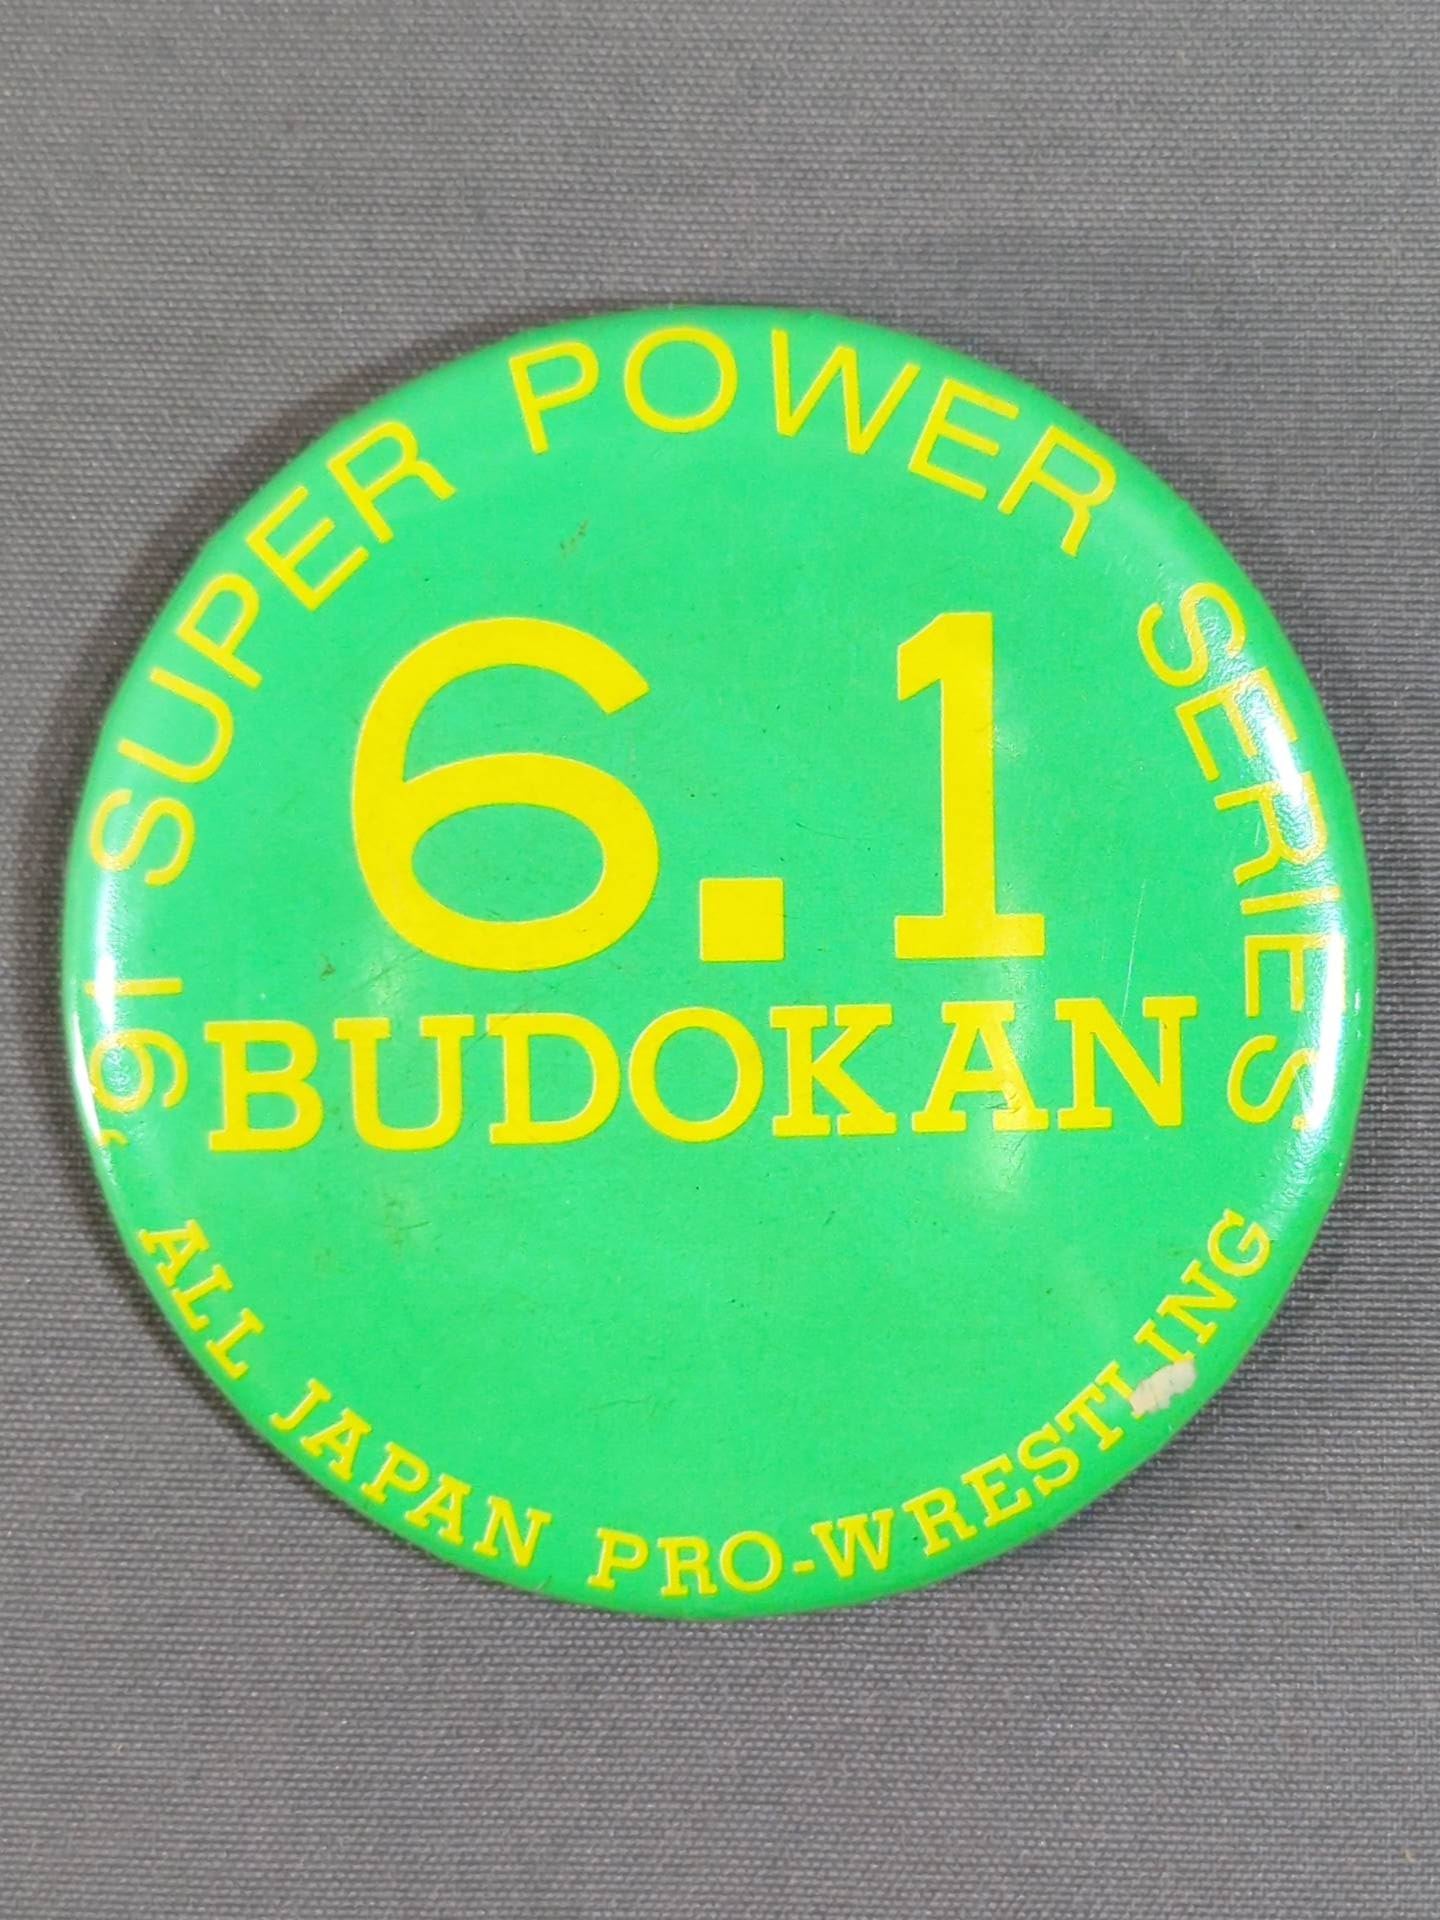 '91 SUPER POWER SERIES
6.1
BUDOKAN
ALL JAPAN PRO-WRESTLING